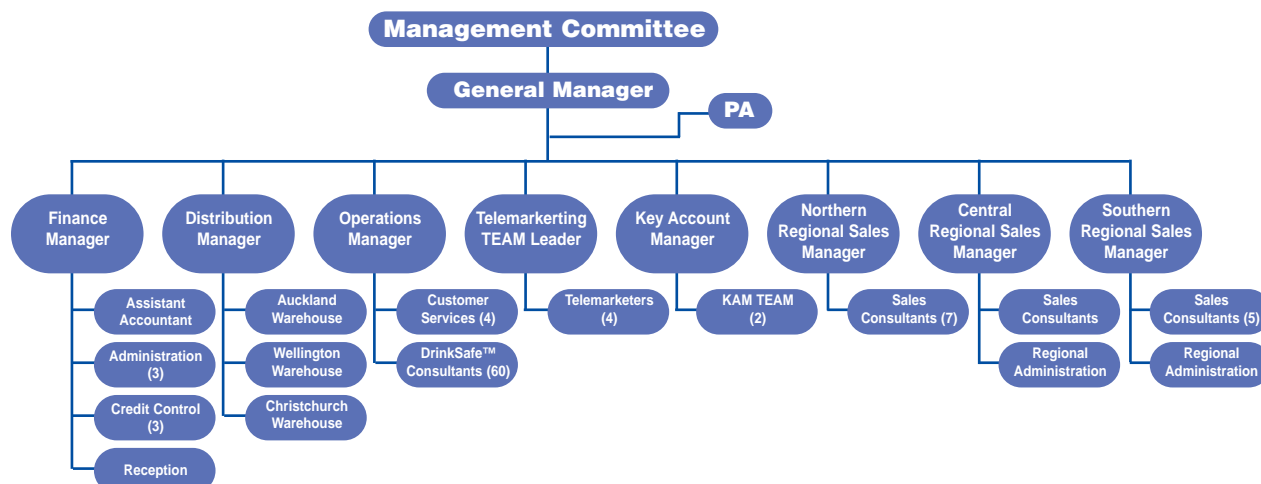 Management Committee
General Manager
PA
Finance
Manager
Distribution
Manager
Operations
Manager
Telemarkerting
TEAM Leader
Key Account
Manager
Northern
Regional Sales
Manager
Central
Regional Sales
Manager
Southern
Regional Sales
Manager
Assistant
Accountant
Administration
(3)
Credit Control
(3)
Reception
Auckland
Warehouse
Wellington
Warehouse
Christchurch
Warehouse
Customer
Services (4)
DrinkSafe™
Consultants (60)
Telemarketers
(4)
KAM TEAM
(2)
Sales
Consultants (7)
Sales
Consultants
Regional
Administration
Sales
Consultants (5)
Regional
Administration